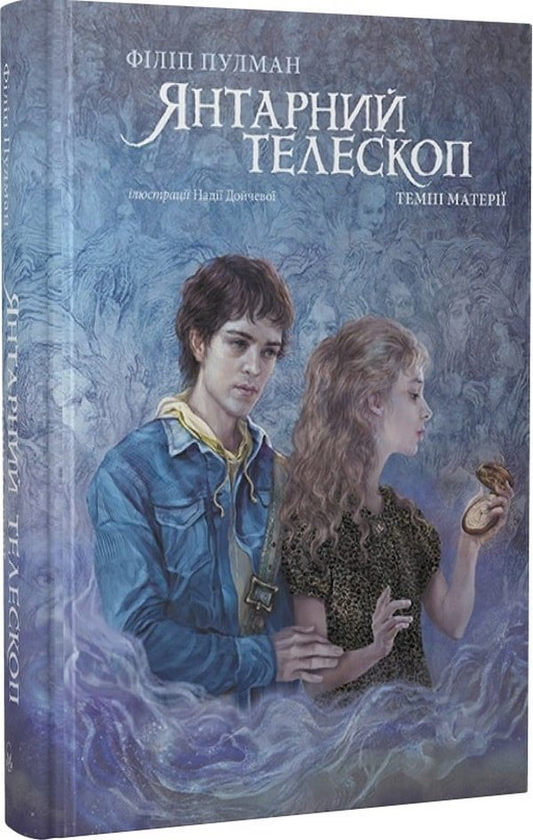 ФІЛІП ПУЛМАН
ЯНТАРНИЙ
ТЕЛЕСКОП
ілюстрації Надії Дойчевої
ТЕМНІ МАТЕРІЇ
Філіп Пулман
ЯНТАРНИЙ ТЕЛЕСКОП